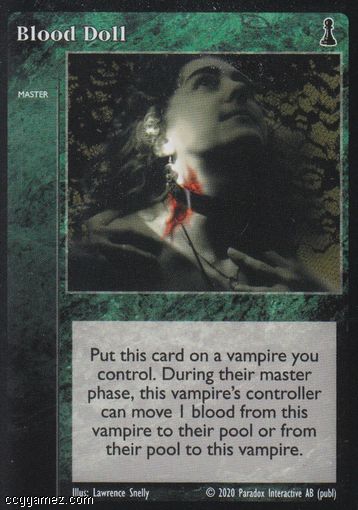 Blood Doll
MASTER
Put this card on a vampire you
control. During their master
phase, this vampire's controller
can move 1 blood from this
vampire to their pool or from
their pool to this vampire.
Illus: Lawrence Snelly © 2020 Paradox Interactive AB (publ)
ccggamez.com